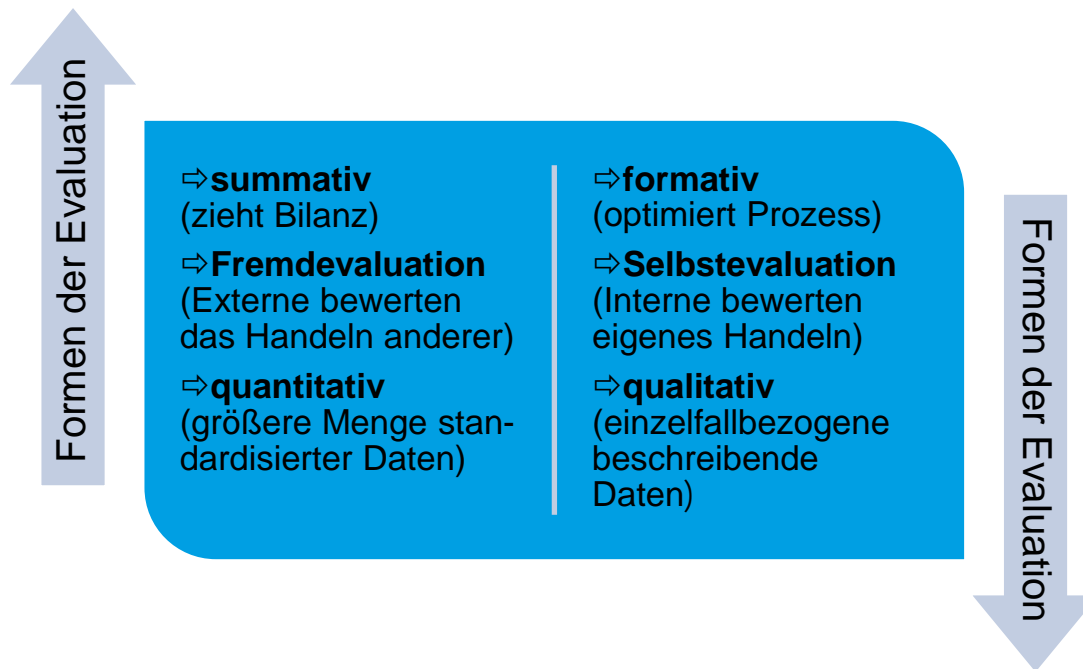 Formen der Evaluation
⇨summativ
(zieht Bilanz)
⇨Fremdevaluation
(Externe bewerten
das Handeln anderer)
⇨quantitativ
(größere Menge stan-
dardisierter Daten)
⇨formativ
(optimiert Prozess)
⇨Selbstevaluation
(Interne bewerten
eigenes Handeln)
⇨qualitativ
(einzelfallbezogene
beschreibende
Daten)
Formen der Evaluation